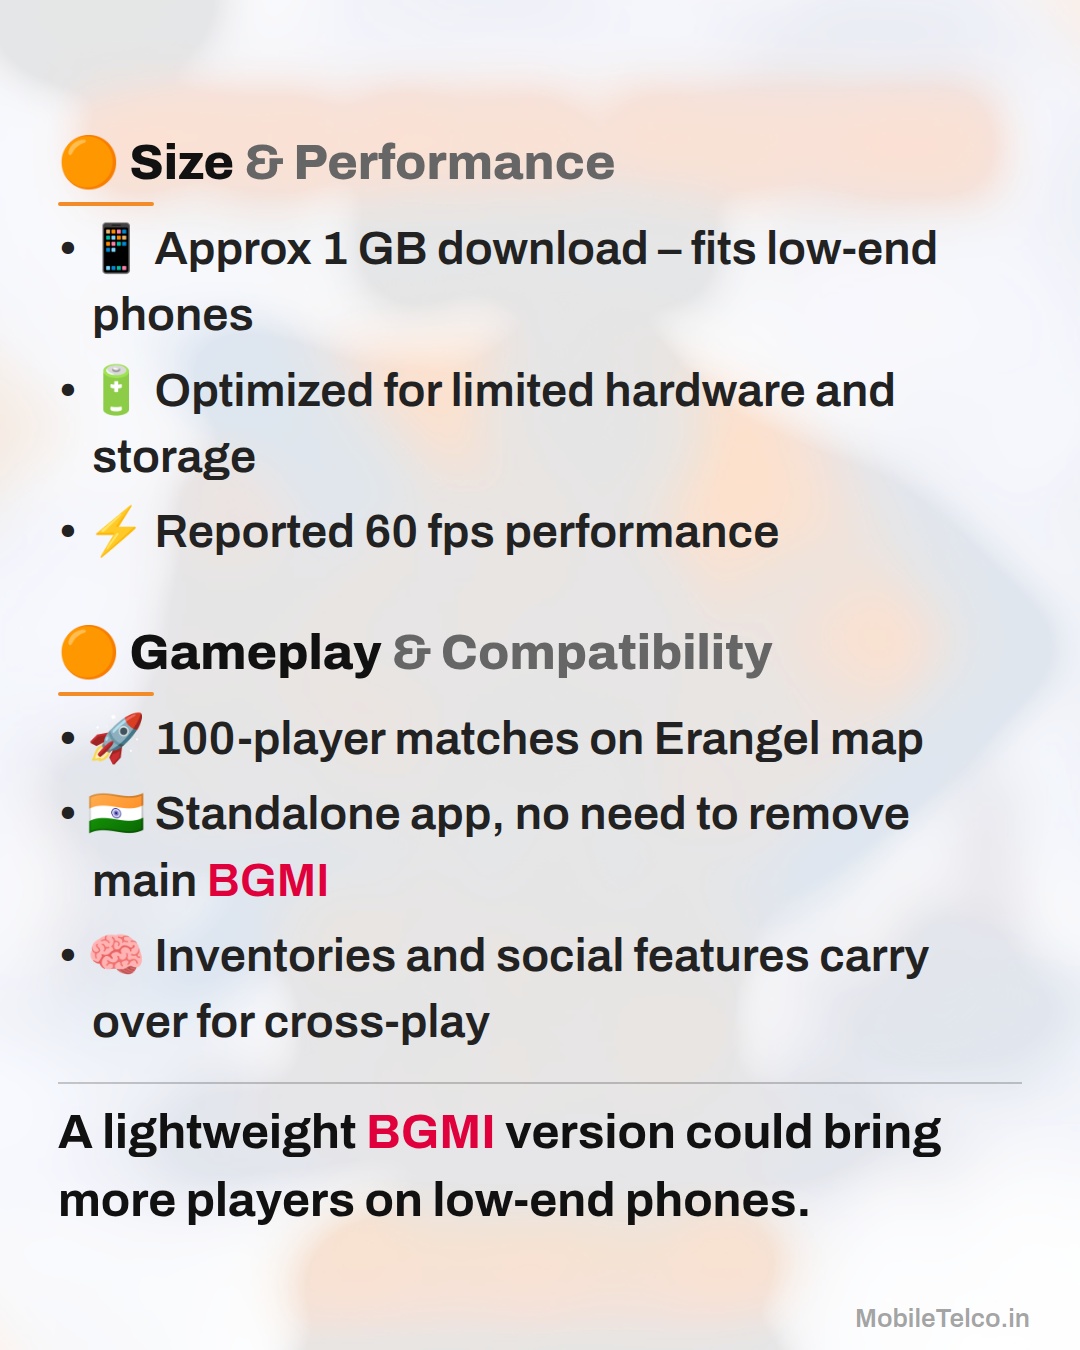 🟠 Size & Performance
• 📱 Approx 1 GB download – fits low-end
phones
• 🔋 Optimized for limited hardware and
storage
• ⚡ Reported 60 fps performance
🟠 Gameplay & Compatibility
• 🚀 100-player matches on Erangel map
• 🇮🇳 Standalone app, no need to remove
main BGMI
• 🧠 Inventories and social features carry
over for cross-play
A lightweight BGMI version could bring
more players on low-end phones.
MobileTelco.in